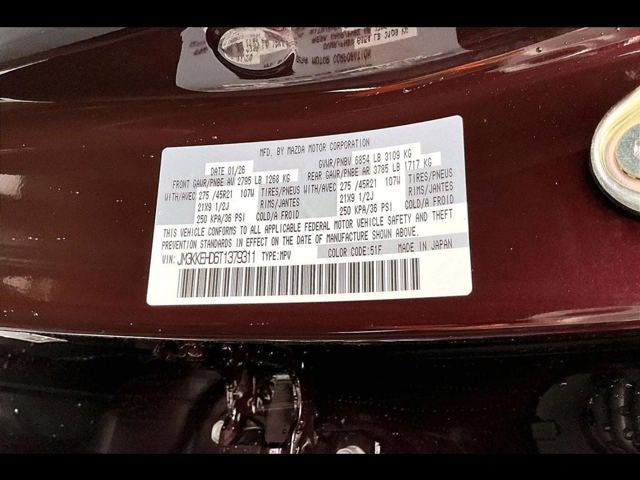 MFD. BY MAZDA MOTOR CORPORATION
DATE 01/26 GVWR/PNBV 6854 LB 3109 KG
FRONT GAWR/PNBE AV 2795 LB 1268 KG REAR GAWR/PNBE AR 3785 LB 1717 KG
WITH/AVEC 275 /45R21 107W TIRES/PNEUS WITH/AVEC 275 /45R21 107W TIRES/PNEUS
21X9 1/2J RIMS/JANTES 21X9 1/2J RIMS/JANTES
250 KPA/36 PSI COLD/A FROID 250 KPA/36 PSI COLD/A FROID
THIS VEHICLE CONFORMS TO ALL APPLICABLE FEDERAL MOTOR VEHICLE SAFETY AND THEFT
PREVENTION STANDARDS IN EFFECT ON THE DATE OF MANUFACTURE SHOWN ABOVE.
VIN: JM3KKEHD6T1379311 TYPE:MPV COLOR CODE:51F MADE IN JAPAN